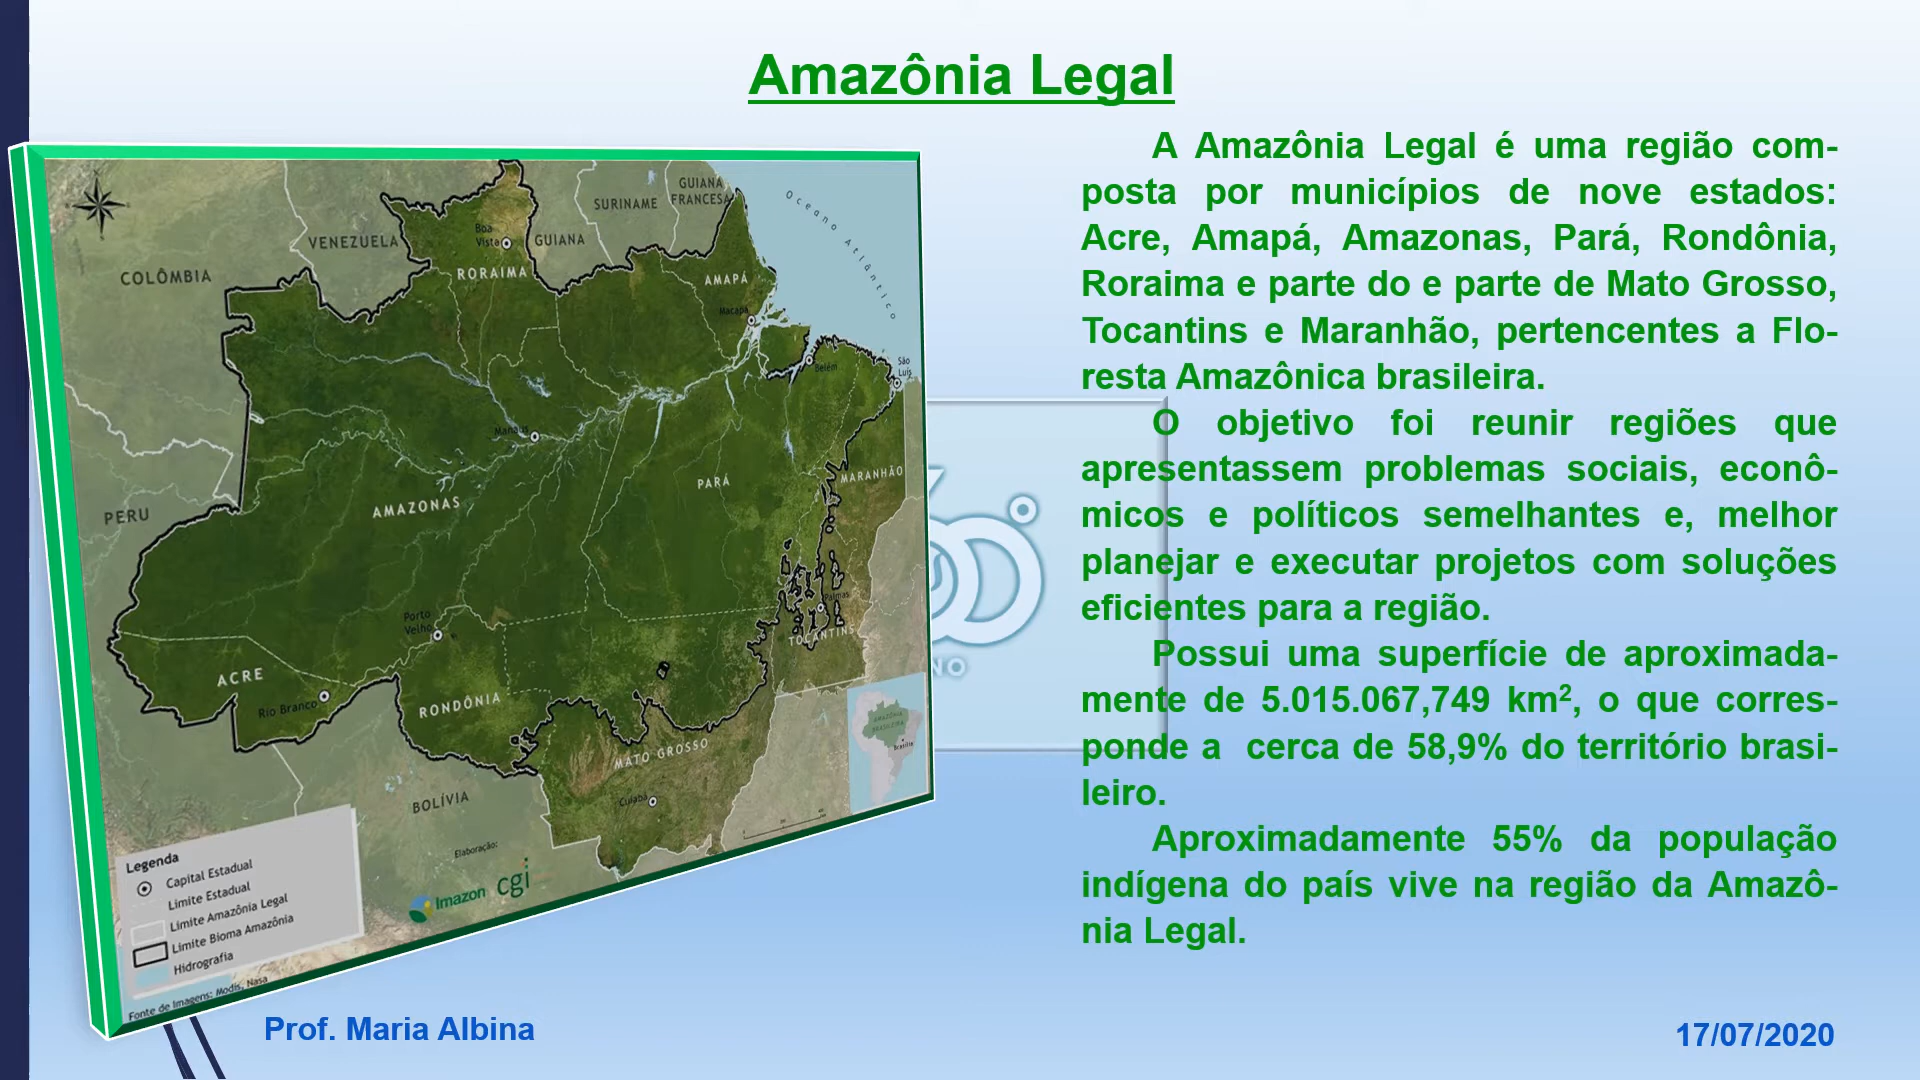 Amazônia Legal
A Amazônia Legal é uma região com-
posta por municípios de nove estados:
Acre, Amapá, Amazonas, Pará, Rondônia,
Roraima e parte do e parte de Mato Grosso,
Tocantins e Maranhão, pertencentes a Flo-
resta Amazônica brasileira.
O objetivo foi reunir regiões que
apresentassem problemas sociais, econô-
micos e políticos semelhantes e, melhor
planejar e executar projetos com soluções
eficientes para a região.
Possui uma superfície de aproximada-
mente de 5.015.067,749 km², o que corres-
ponde a cerca de 58,9% do território brasi-
leiro.
Aproximadamente 55% da população
indígena do país vive na região da Amazô-
nia Legal.
COLÔMBIA
VENEZUELA
GUIANA
SURINAME
GUIANA
FRANCESA
Oceano Atlântico
Boa
Vista
RORAIMA
AMAPÁ
Macapá
Belém
São
Luís
Manaus
AMAZONAS
PARÁ
MARANHÃO
PERU
Porto
Velho
Palmas
TOCANTINS
ACRE
Rio Branco
RONDÔNIA
MATO GROSSO
Cuiabá
BOLÍVIA
AMAZÔNIA
BRASILEIRA
Brasília
Legenda
Capital Estadual
Limite Estadual
Limite Amazônia Legal
Limite Bioma Amazônia
Hidrografia
Fonte de Imagens: Modis, Nasa
Elaboração:
Imazon cgi
NO
Prof. Maria Albina
17/07/2020